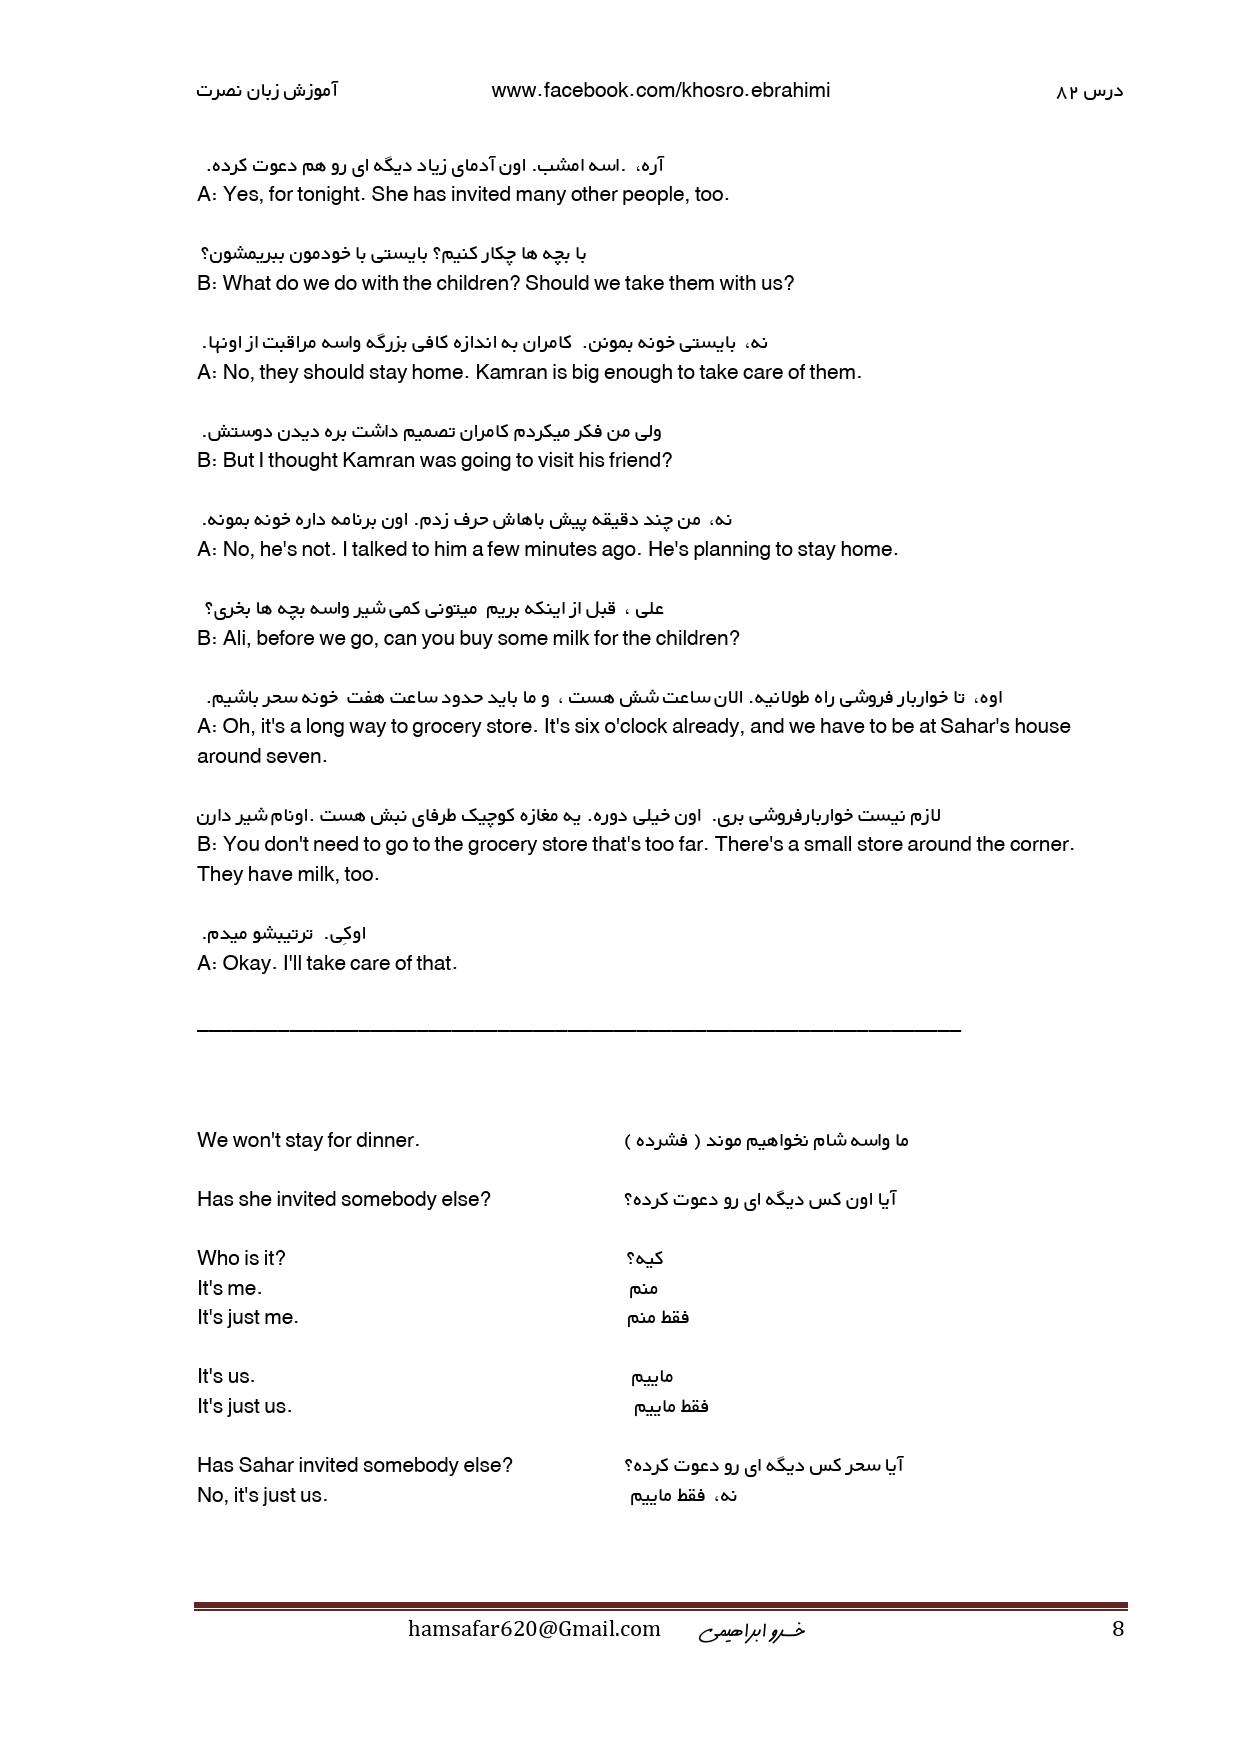 درس ۸۲ www.facebook.com/khosro.ebrahimi آموزش زبان نصرت
آره، .اسه امشب. اون آدمای زیاد دیگه ای رو هم دعوت کرده.
A: Yes, for tonight. She has invited many other people, too.
با بچه ها چکار کنیم؟ بایستی با خودمون ببریمشون؟
B: What do we do with the children? Should we take them with us?
نه، بایستی خونه بمونن. کامران به اندازه کافی بزرگه واسه مراقبت از اونها.
A: No, they should stay home. Kamran is big enough to take care of them.
ولی من فکر میکردم کامران تصمیم داشت بره دیدن دوستش.
B: But I thought Kamran was going to visit his friend?
نه، من چند دقیقه پیش باهاش حرف زدم. اون برنامه داره خونه بمونه.
A: No, he's not. I talked to him a few minutes ago. He's planning to stay home.
علی ، قبل از اینکه بریم میتونی کمی شیر واسه بچه ها بخری؟
B: Ali, before we go, can you buy some milk for the children?
اوه، تا خواربار فروشی راه طولانیه. الان ساعت شش هست ، و ما باید حدود ساعت هفت خونه سحر باشیم.
A: Oh, it's a long way to grocery store. It's six o'clock already, and we have to be at Sahar's house
around seven.
لازم نیست خواربارفروشی بری. اون خیلی دوره. یه مغازه کوچیک طرفای نبش هست .اونام شیر دارن
B: You don't need to go to the grocery store that's too far. There's a small store around the corner.
They have milk, too.
اوکِی. ترتیبشو میدم.
A: Okay. I'll take care of that.
We won't stay for dinner. ما واسه شام نخواهیم موند ( فشرده )
Has she invited somebody else? آیا اون کس دیگه ای رو دعوت کرده؟
Who is it? کیه؟
It's me. منم
It's just me. فقط منم
It's us. ماییم
It's just us. فقط ماییم
Has Sahar invited somebody else? آیا سحر کس دیگه ای رو دعوت کرده؟
No, it's just us. نه، فقط ماییم
hamsafar620@Gmail.com خسرو ابراهیمی 8